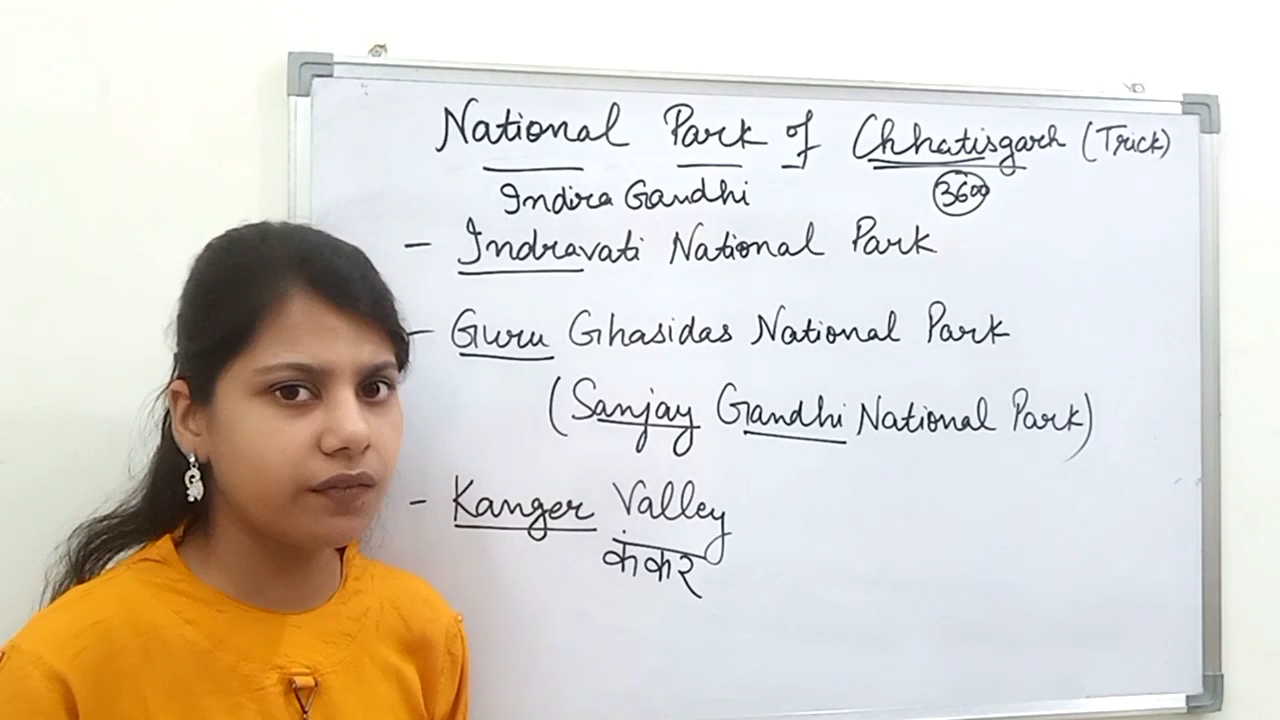 National Park of Chhatisgarh (Trick)
Indira Gandhi 3600
- Indravati National Park
- Guru Ghasidas National Park
(Sanjay Gandhi National Park)
- Kanger Valley
कंकर